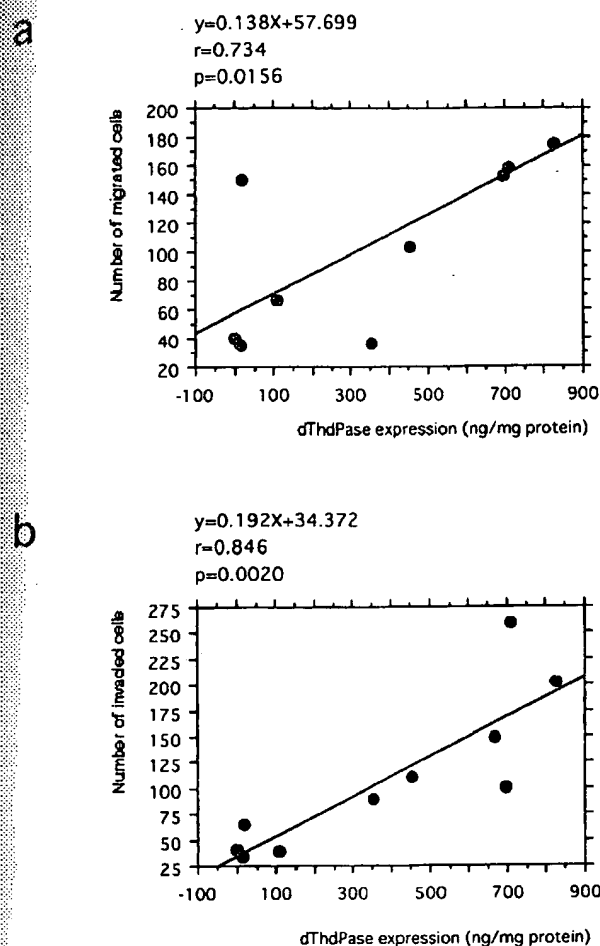 a
y=0.138X+57.699
r=0.734
p=0.0156
Number of migrated cells
200
180
160
140
120
100
80
60
40
20
-100 100 300 500 700 900
dThdPase expression (ng/mg protein)
b
y=0.192X+34.372
r=0.846
p=0.0020
Number of invaded cells
275
250
225
200
175
150
125
100
75
50
25
-100 100 300 500 700 900
dThdPase expression (ng/mg protein)